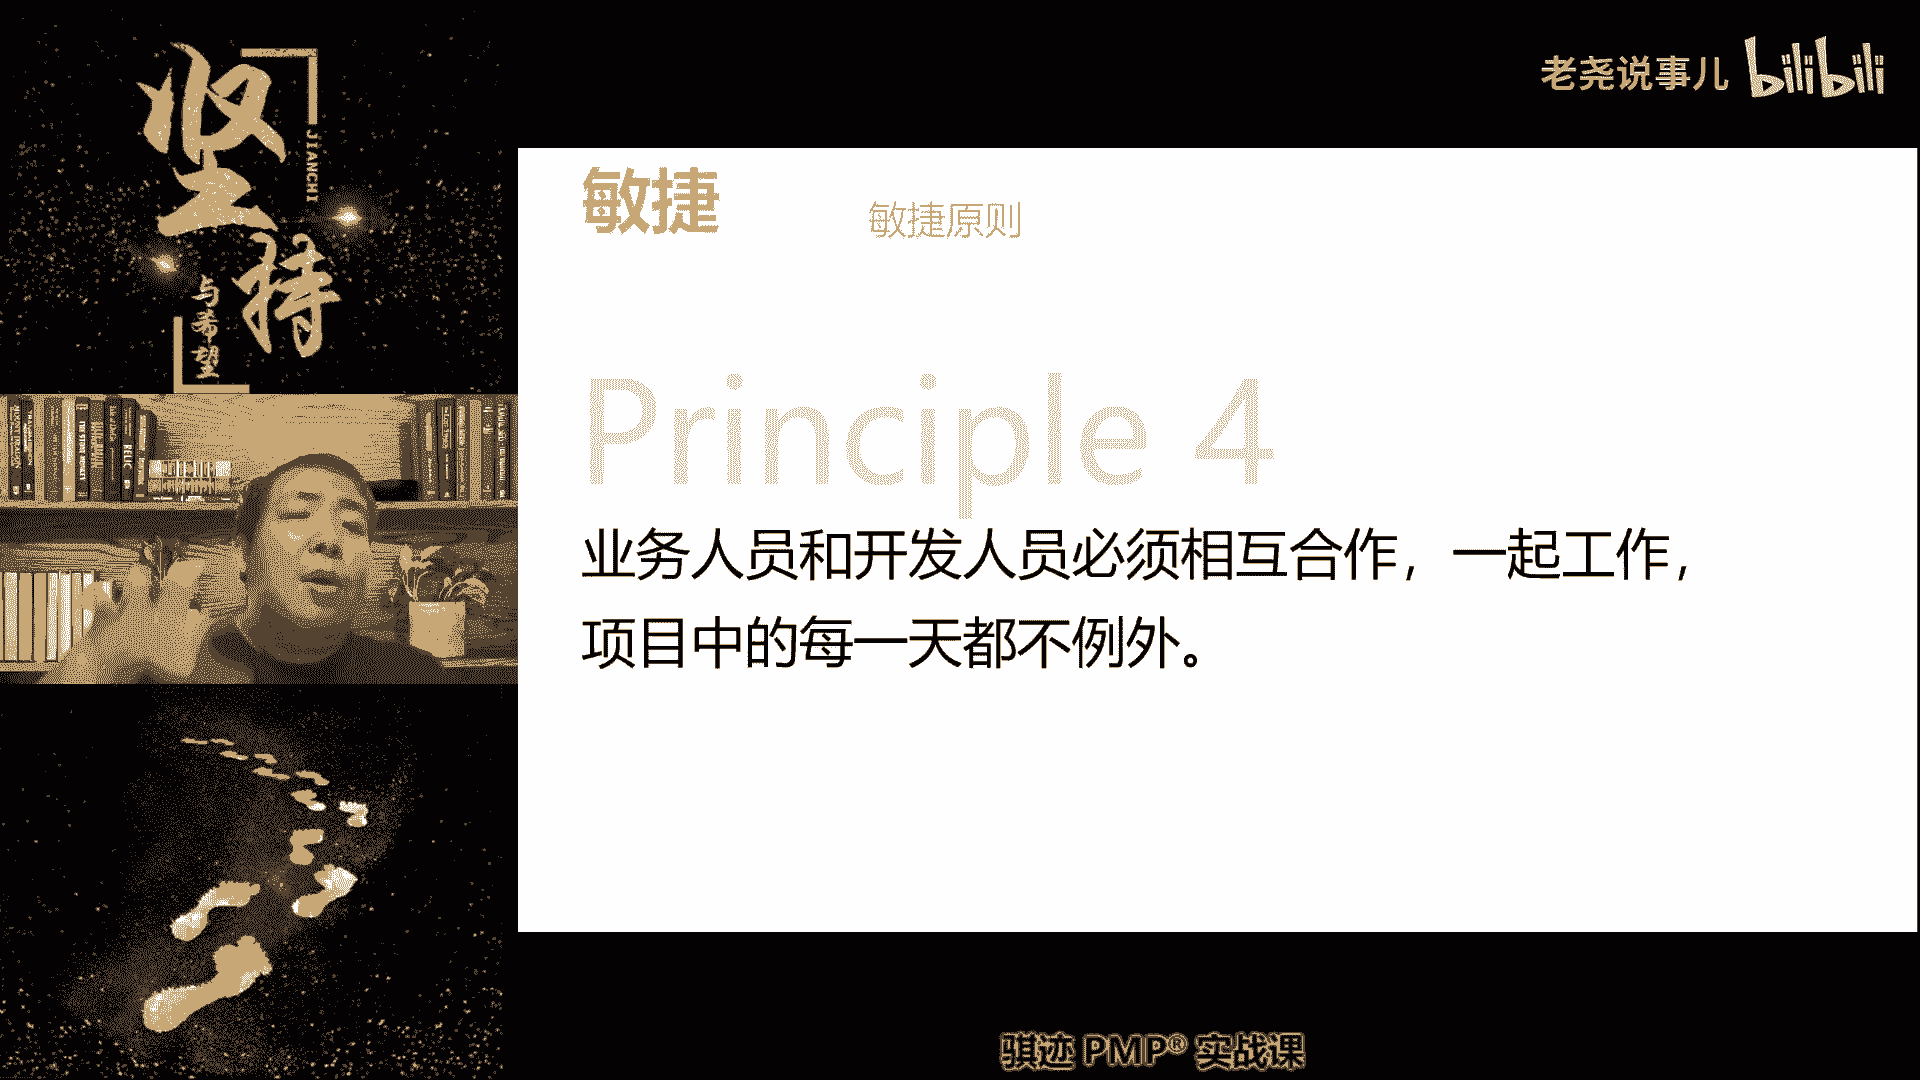 坚持
JIANCHI
与希望
老尧说事儿 bilibili
敏捷
敏捷原则
Principle 4
业务人员和开发人员必须相互合作，一起工作，
项目中的每一天都不例外。
骐迹 PMP® 实战课